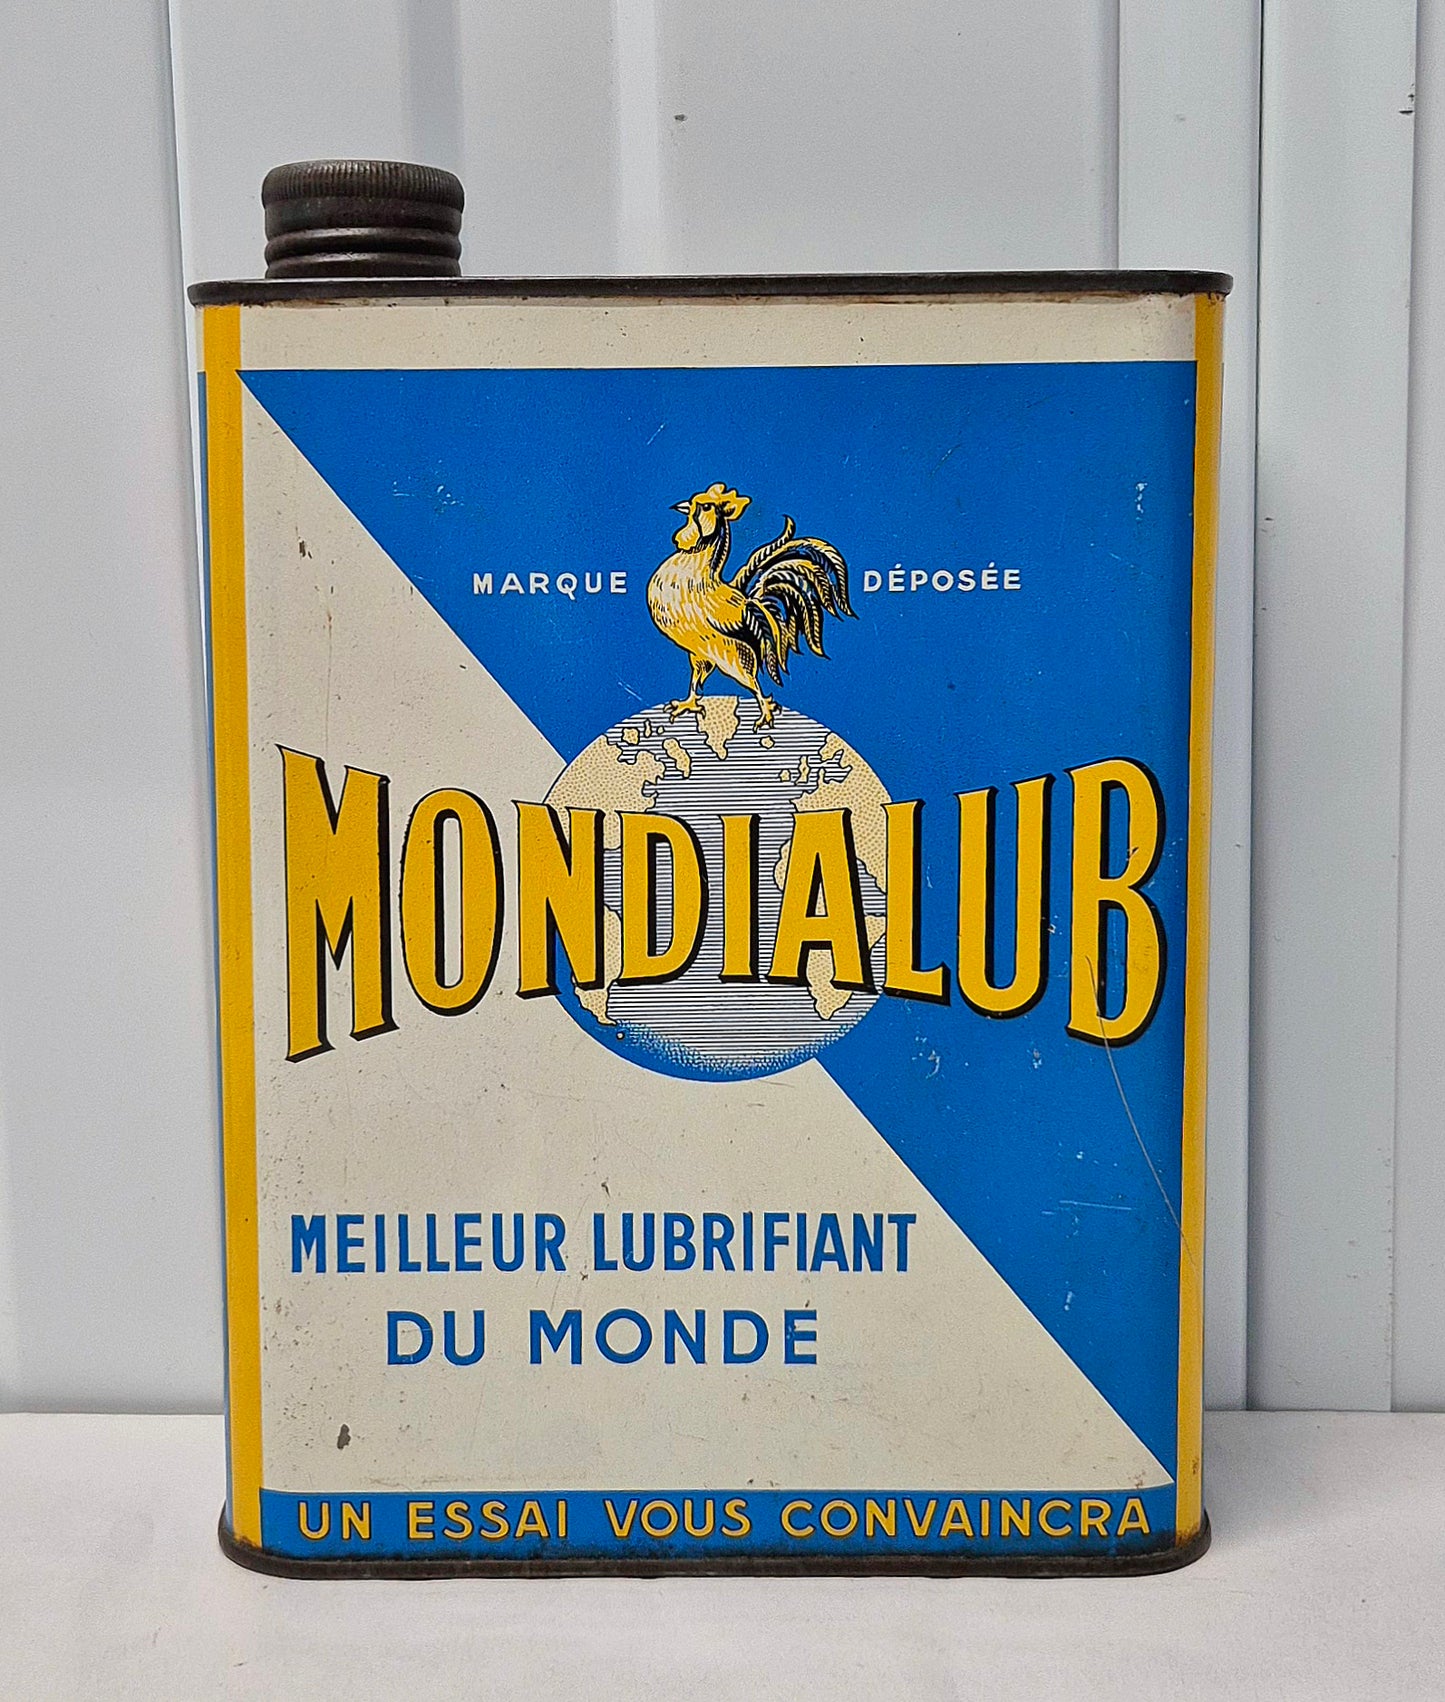 MARQUE DÉPOSÉE
MONDIALUB
MEILLEUR LUBRIFIANT
DU MONDE
UN ESSAI VOUS CONVAINCRA